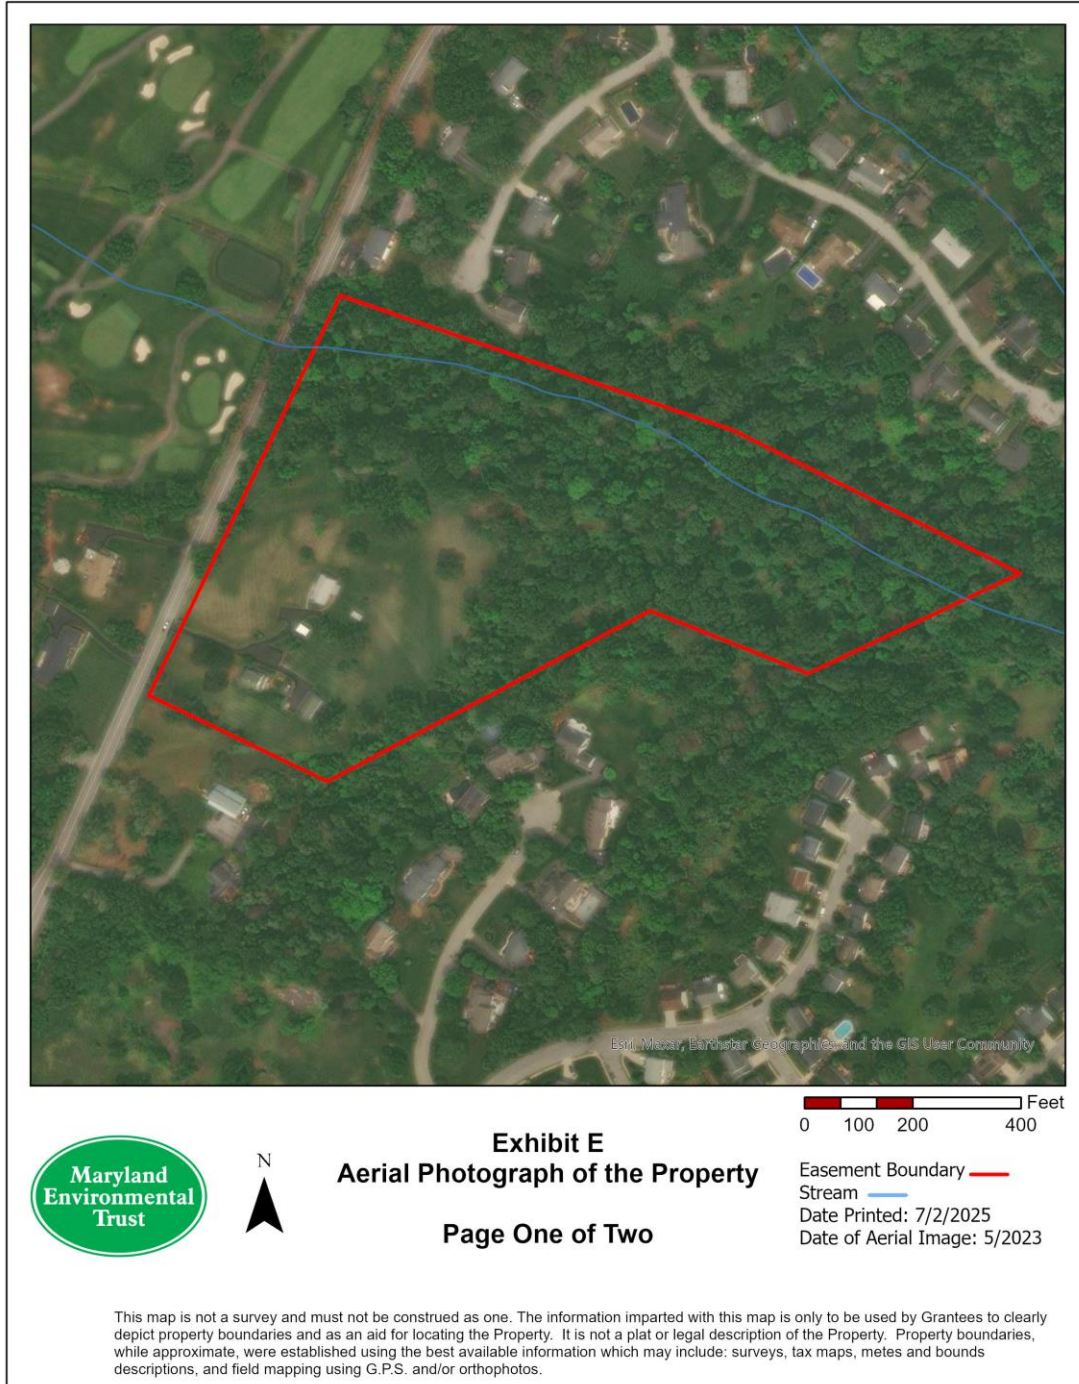 Esri, Maxar, Earthstar Geographics, and the GIS User Community
Feet
0 100 200 400
Maryland
Environmental
Trust
N
Exhibit E
Aerial Photograph of the Property
Page One of Two
Easement Boundary
Stream
Date Printed: 7/2/2025
Date of Aerial Image: 5/2023
This map is not a survey and must not be construed as one. The information imparted with this map is only to be used by Grantees to clearly
depict property boundaries and as an aid for locating the Property. It is not a plat or legal description of the Property. Property boundaries,
while approximate, were established using the best available information which may include: surveys, tax maps, metes and bounds
descriptions, and field mapping using G.P.S. and/or orthophotos.